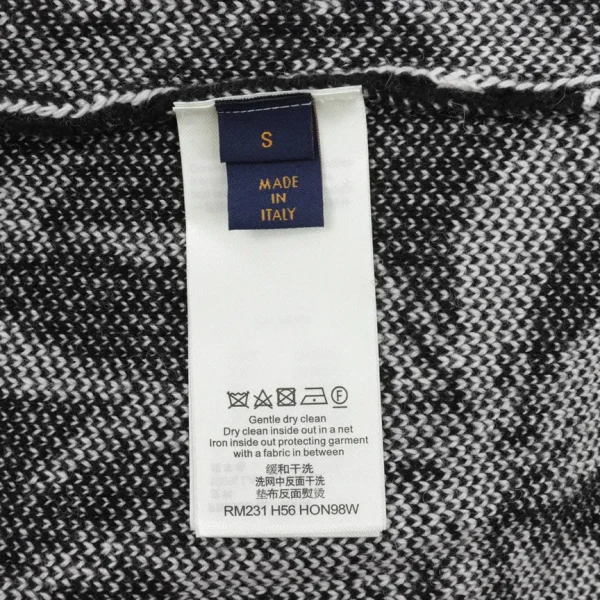 S
MADE
IN
ITALY
F
Gentle dry clean
Dry clean inside out in a net
Iron inside out protecting garment
with a fabric in between
缓和干洗
洗网中反面干洗
垫布反面熨烫
RM231 H56 HON98W